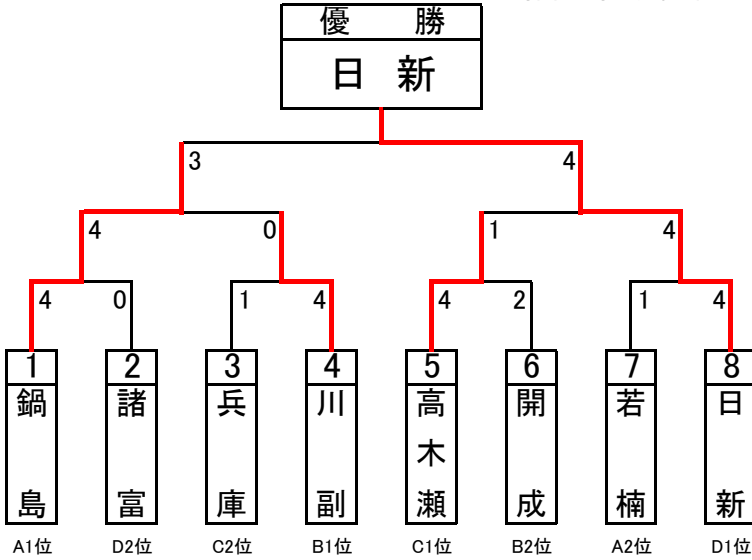 優 勝
日 新
3 4
4 0 1 4
4 0 1 4 4 2 1 4
1 2 3 4 5 6 7 8
鍋島 諸富 兵庫 川副 高木瀬 開成 若楠 日新
A1位 D2位 C2位 B1位 C1位 B2位 A2位 D1位